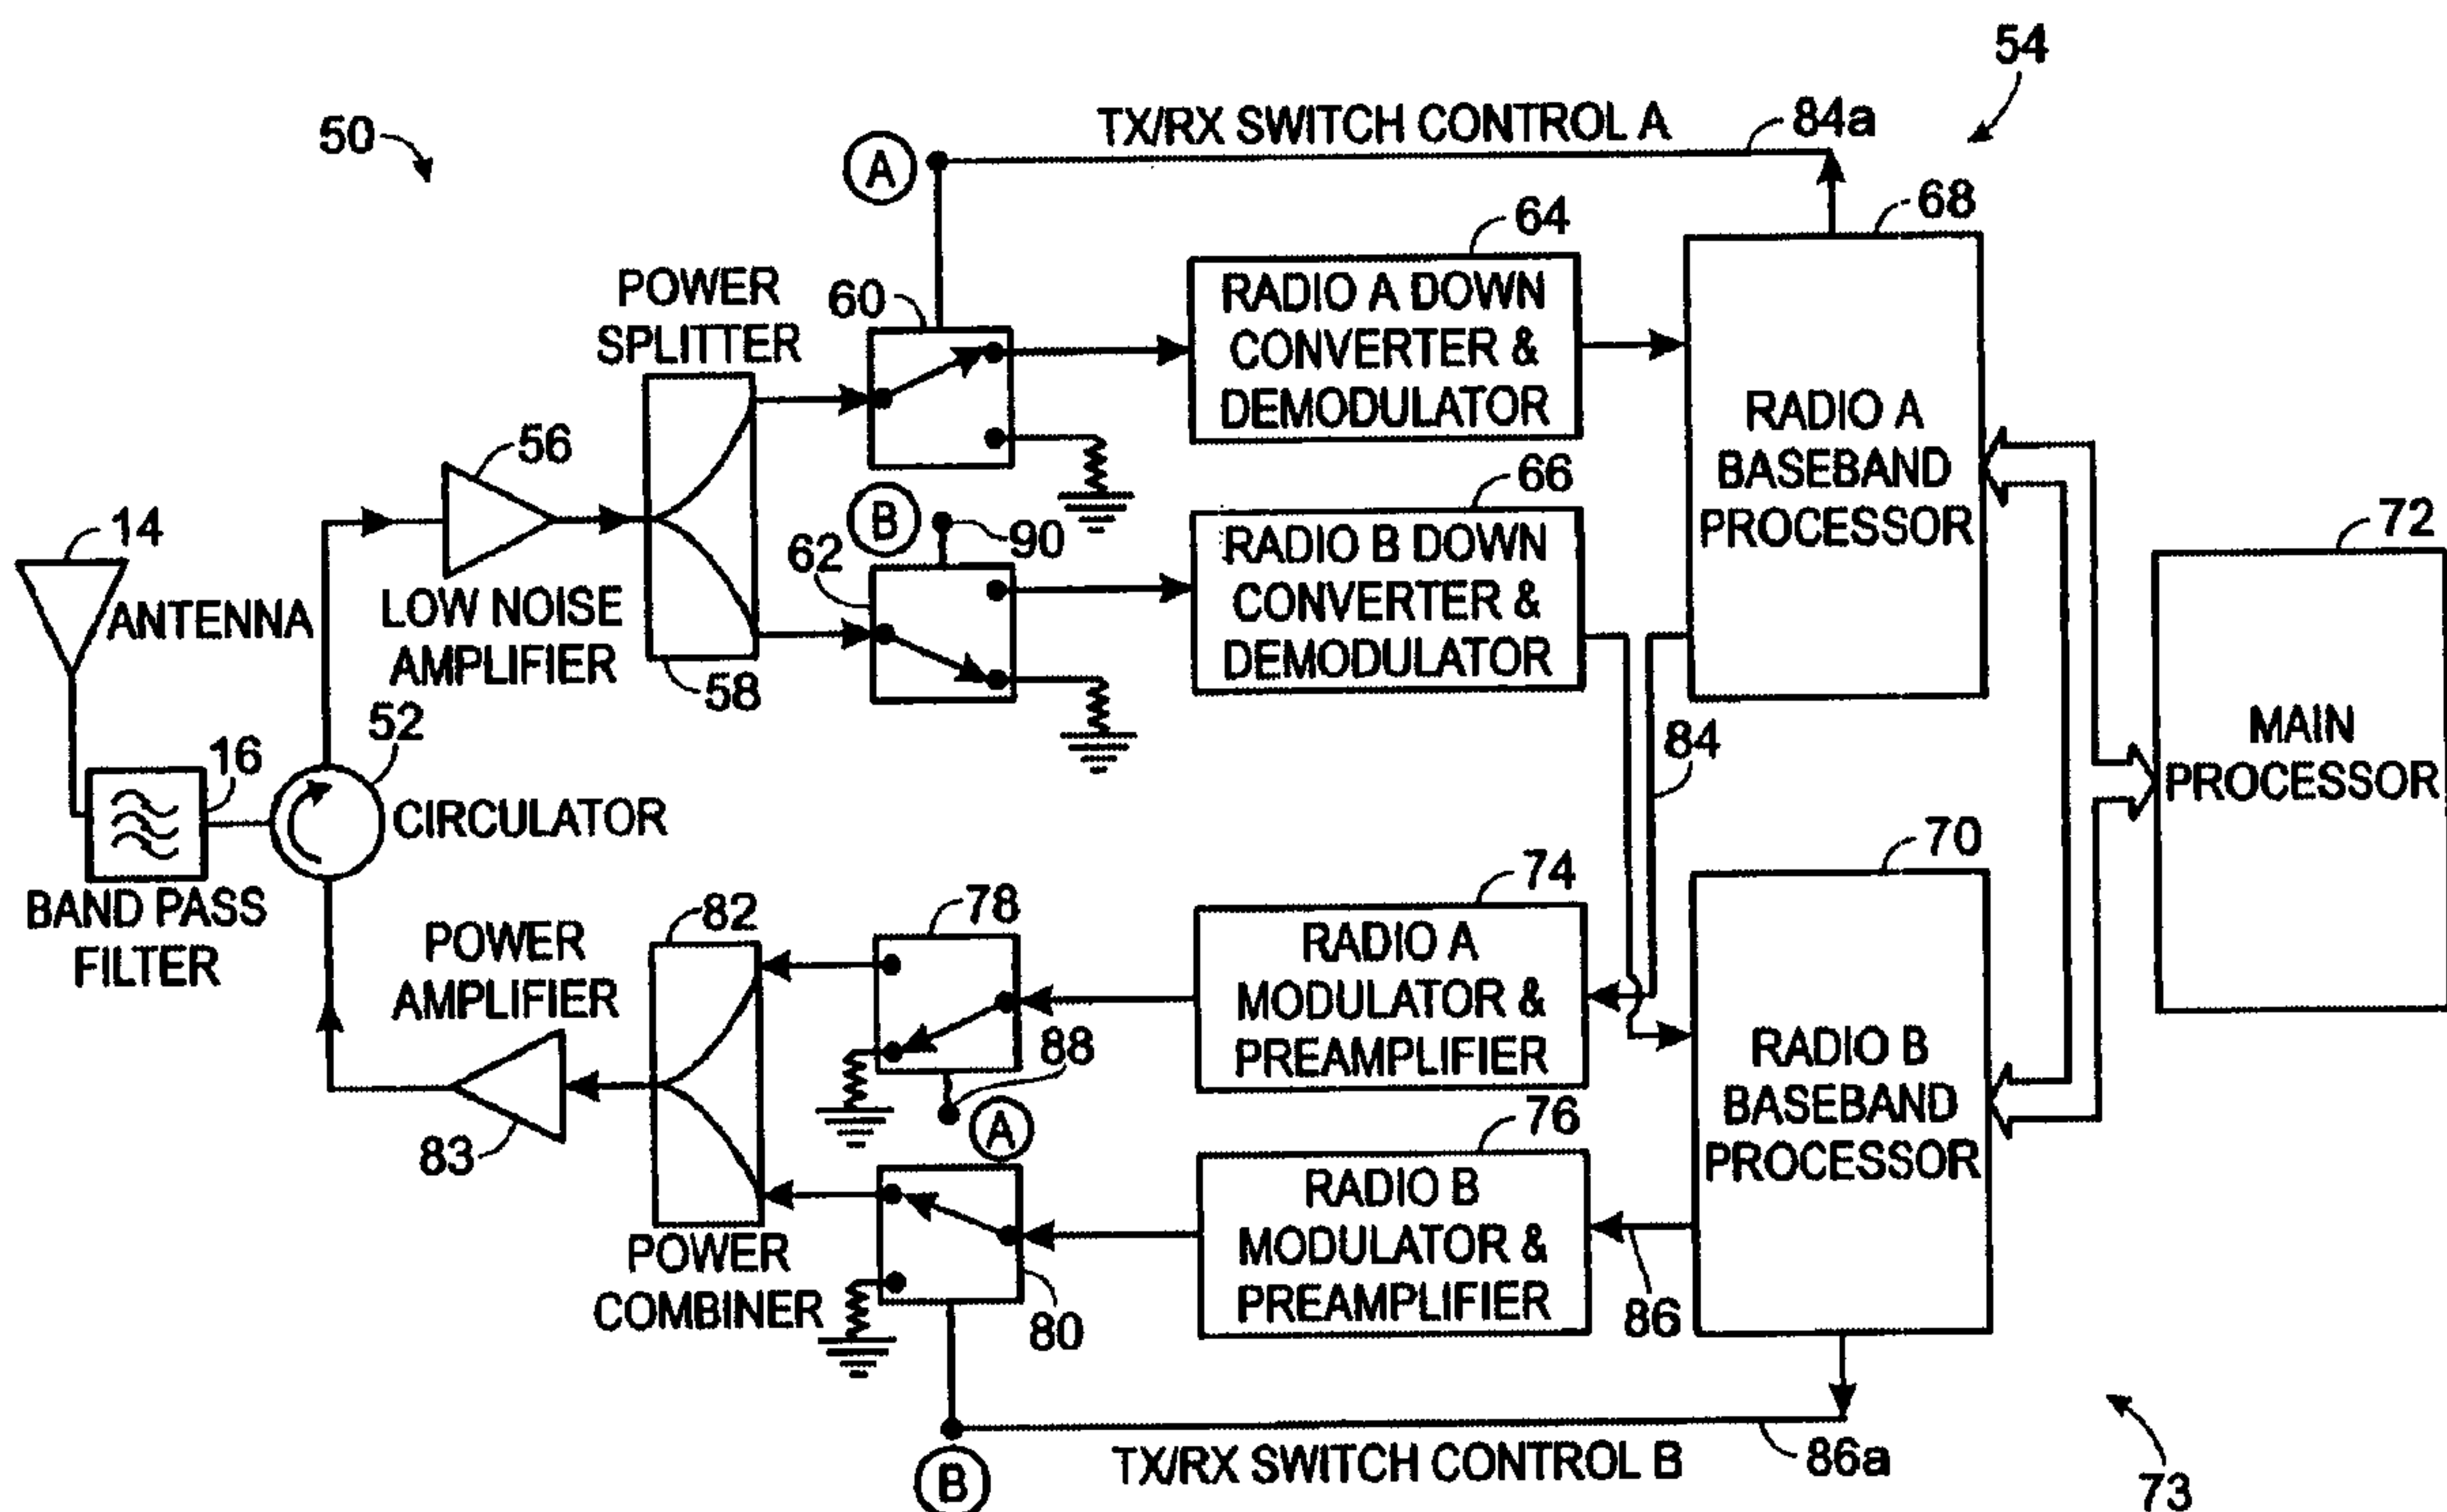 54
50
TX/RX SWITCH CONTROL A
84a
A
68
64
POWER
SPLITTER
60
RADIO A DOWN
CONVERTER &
DEMODULATOR
RADIO A
BASEBAND
PROCESSOR
56
B
90
66
72
14
62
RADIO B DOWN
CONVERTER &
DEMODULATOR
ANTENNA
LOW NOISE
AMPLIFIER
58
52
16
84
MAIN
PROCESSOR
CIRCULATOR
70
74
78
82
BAND PASS
FILTER
POWER
AMPLIFIER
RADIO A
MODULATOR &
PREAMPLIFIER
88
RADIO B
BASEBAND
PROCESSOR
83
A
76
RADIO B
MODULATOR &
PREAMPLIFIER
POWER
COMBINER
80
86
TX/RX SWITCH CONTROL B
86a
B
73